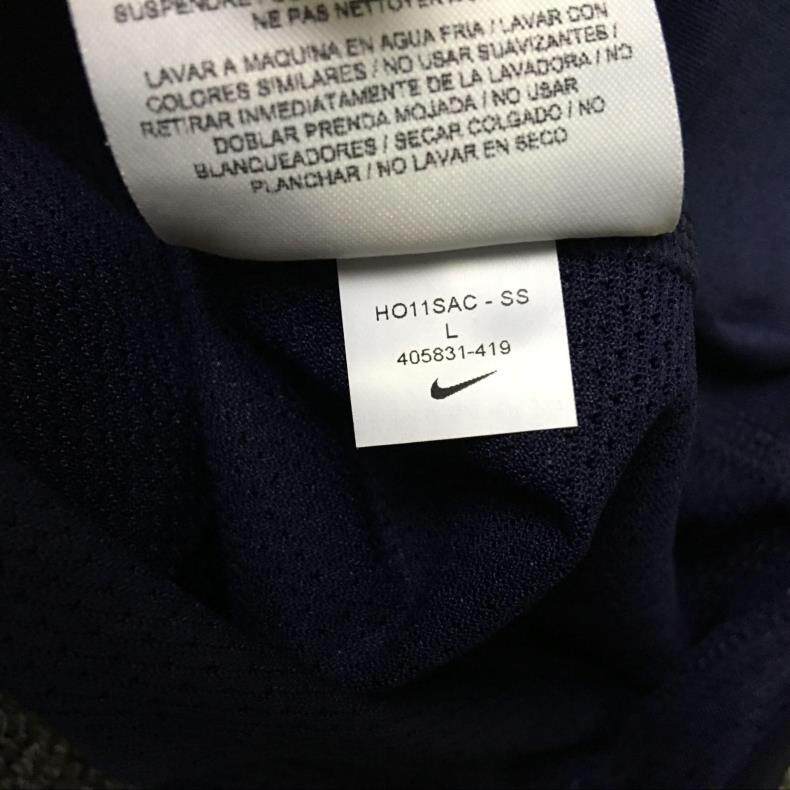 SUSPENDRE
NE PAS NETTOYER
LAVAR A MAQUINA EN AGUA FRIA / LAVAR CON
COLORES SIMILARES / NO USAR SUAVIZANTES /
RETIRAR INMEDIATAMENTE DE LA LAVADORA / NO
DOBLAR PRENDA MOJADA / NO USAR
BLANQUEADORES / SECAR COLGADO / NO
PLANCHAR / NO LAVAR EN SECO
HO11SAC - SS
L
405831-419